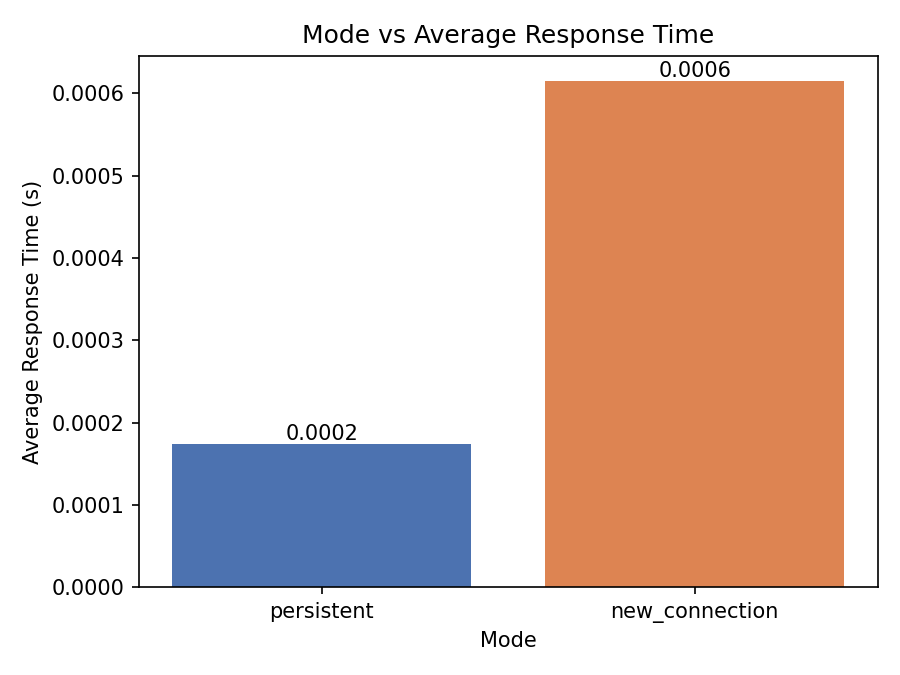 Mode vs Average Response Time
Average Response Time (s)
0.0006
0.0005
0.0004
0.0003
0.0002
0.0001
0.0000
0.0002
0.0006
persistent
new_connection
Mode